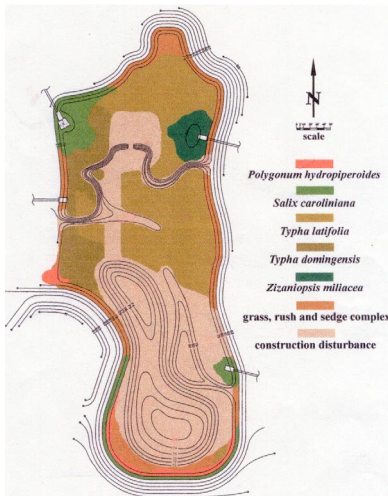 N
scale
Polygonum hydropiperoides
Salix caroliniana
Typha latifolia
Typha domingensis
Zizaniopsis miliacea
grass, rush and sedge complex
construction disturbance